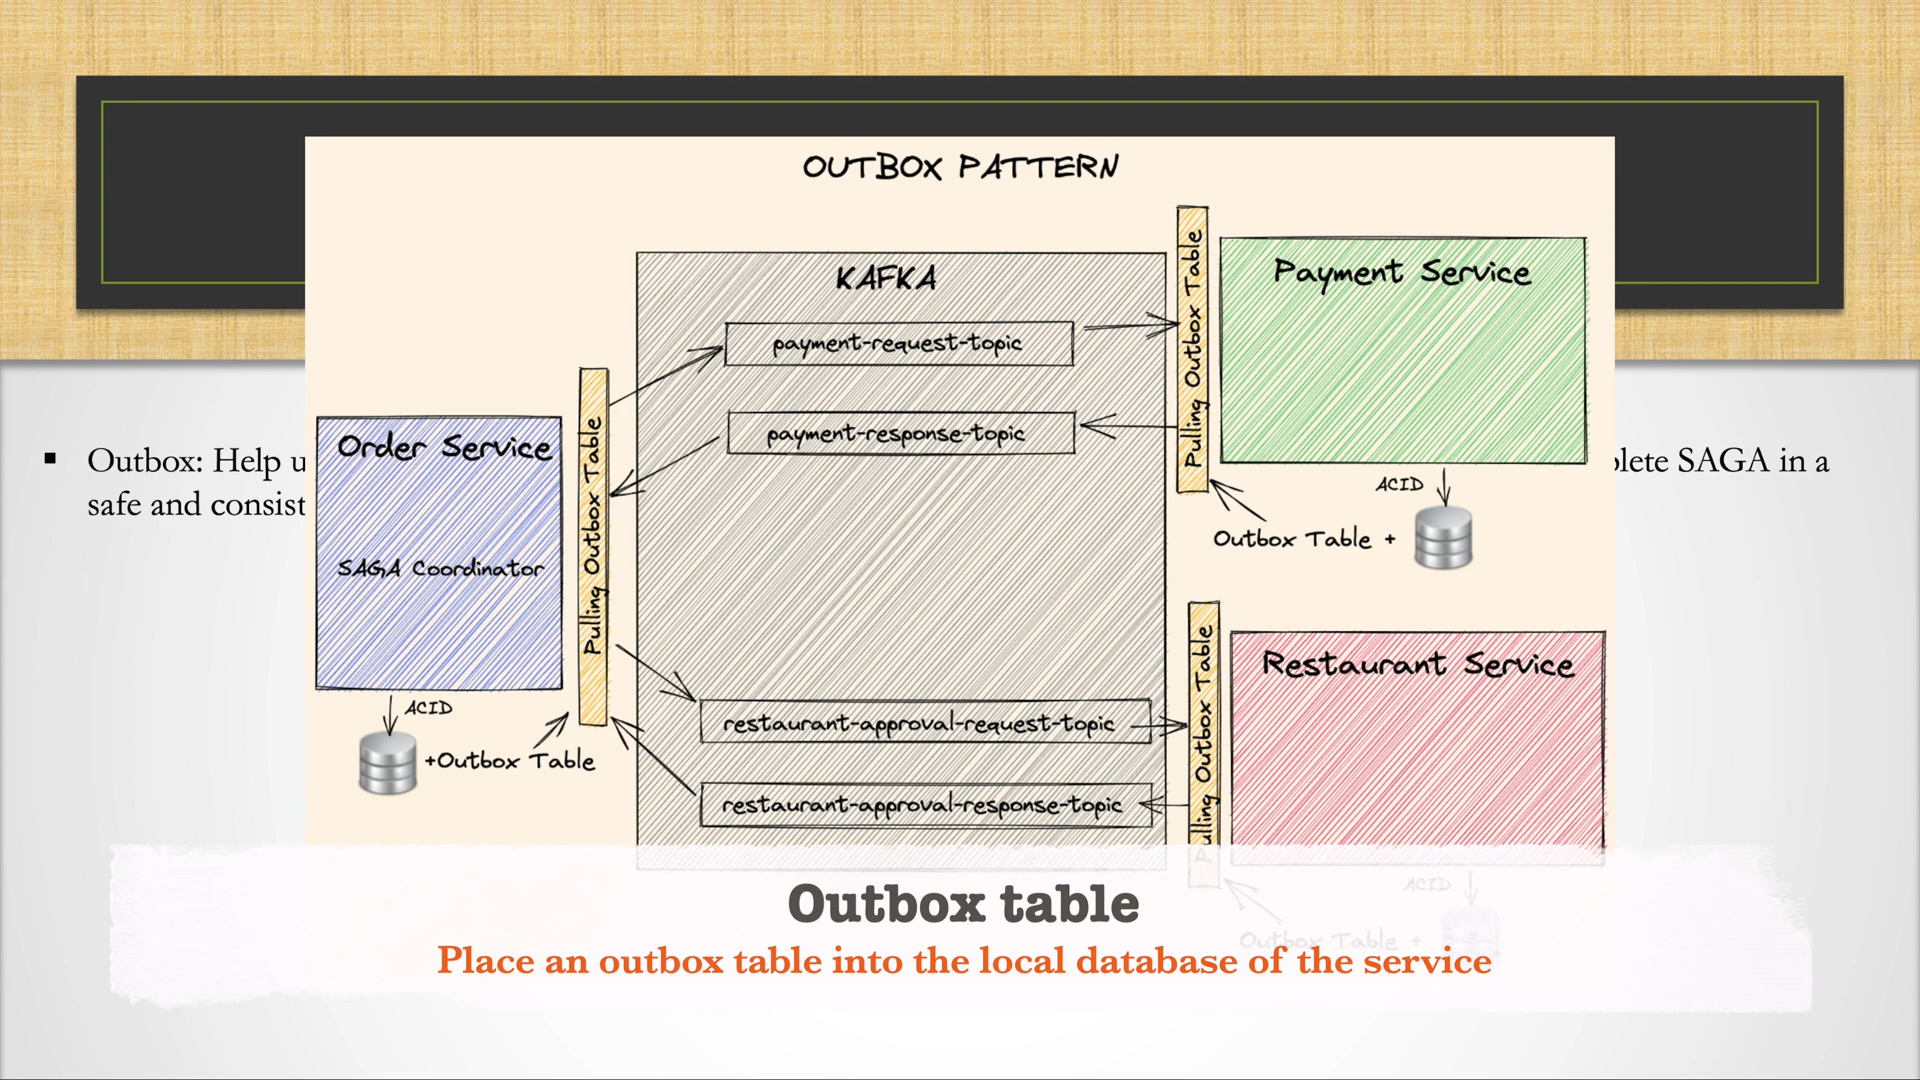 OUTBOX PATTERN
KAFKA
payment-request-topic
payment-response-topic
Pulling Outbox Table
Payment Service
ACID
Outbox Table +
Order Service
SAGA Coordinator
Pulling Outbox Table
ACID
+Outbox Table
restaurant-approval-request-topic
restaurant-approval-response-topic
Pulling Outbox Table
Restaurant Service
ACID
Outbox Table +
▪ Outbox: Help u
plete SAGA in a
safe and consist
Outbox table
Place an outbox table into the local database of the service